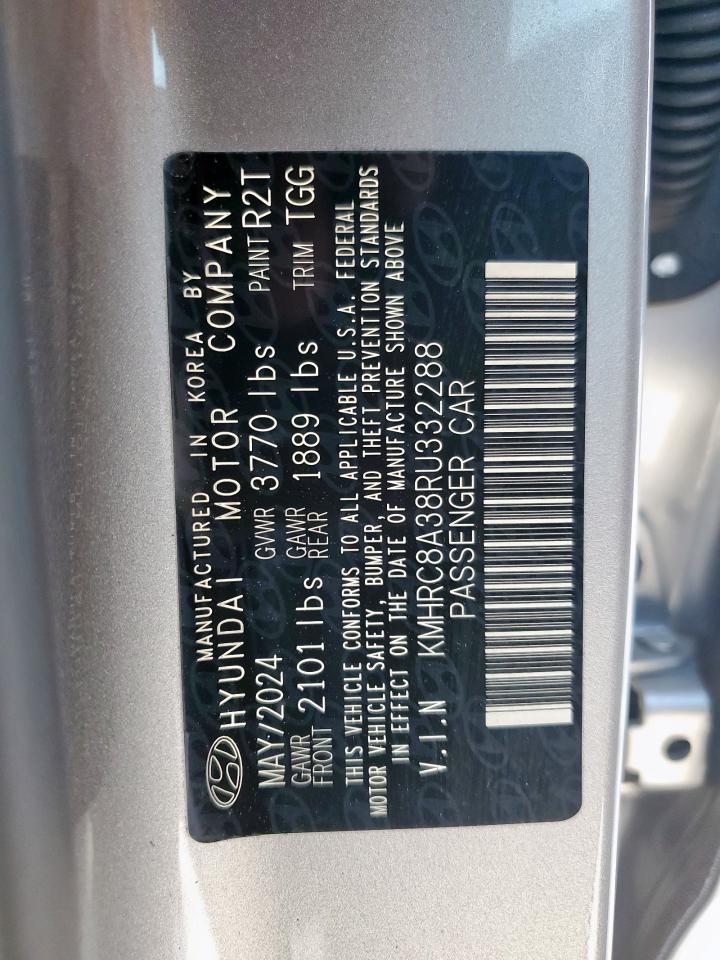 MANUFACTURED IN KOREA BY
HYUNDAI MOTOR COMPANY
MAY/2024 GVWR 3770 lbs PAINT R2T
GAWR FRONT 2101 lbs GAWR REAR 1889 lbs TRIM TGG
THIS VEHICLE CONFORMS TO ALL APPLICABLE U.S.A. FEDERAL
MOTOR VEHICLE SAFETY, BUMPER, AND THEFT PREVENTION STANDARDS
IN EFFECT ON THE DATE OF MANUFACTURE SHOWN ABOVE
V.I.N KMHRC8A38RU332288
PASSENGER CAR